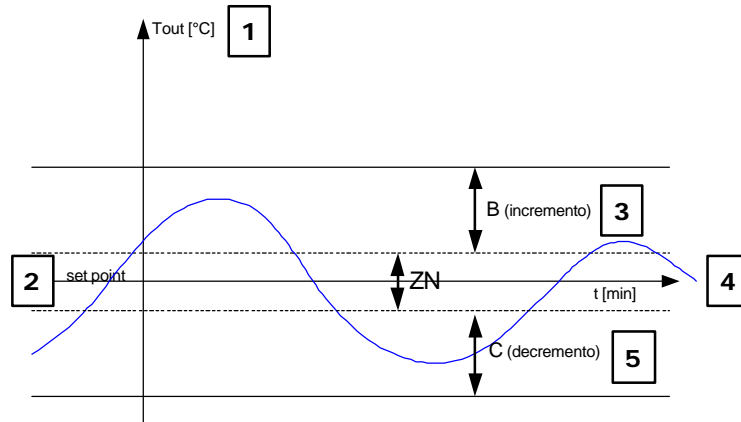 Tout [°C] 1
B (incremento) 3
2 set point
ZN
4
t [min]
C (decremento) 5